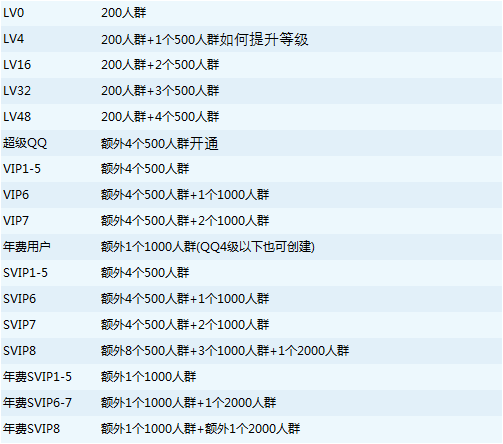 LV0 200人群
LV4 200人群+1个500人群如何提升等级
LV16 200人群+2个500人群
LV32 200人群+3个500人群
LV48 200人群+4个500人群
超级QQ 额外4个500人群开通
VIP1-5 额外4个500人群
VIP6 额外4个500人群+1个1000人群
VIP7 额外4个500人群+2个1000人群
年费用户 额外1个1000人群(QQ4级以下也可创建)
SVIP1-5 额外4个500人群
SVIP6 额外4个500人群+1个1000人群
SVIP7 额外4个500人群+2个1000人群
SVIP8 额外8个500人群+3个1000人群+1个2000人群
年费SVIP1-5 额外1个1000人群
年费SVIP6-7 额外1个1000人群+1个2000人群
年费SVIP8 额外1个1000人群+额外1个2000人群